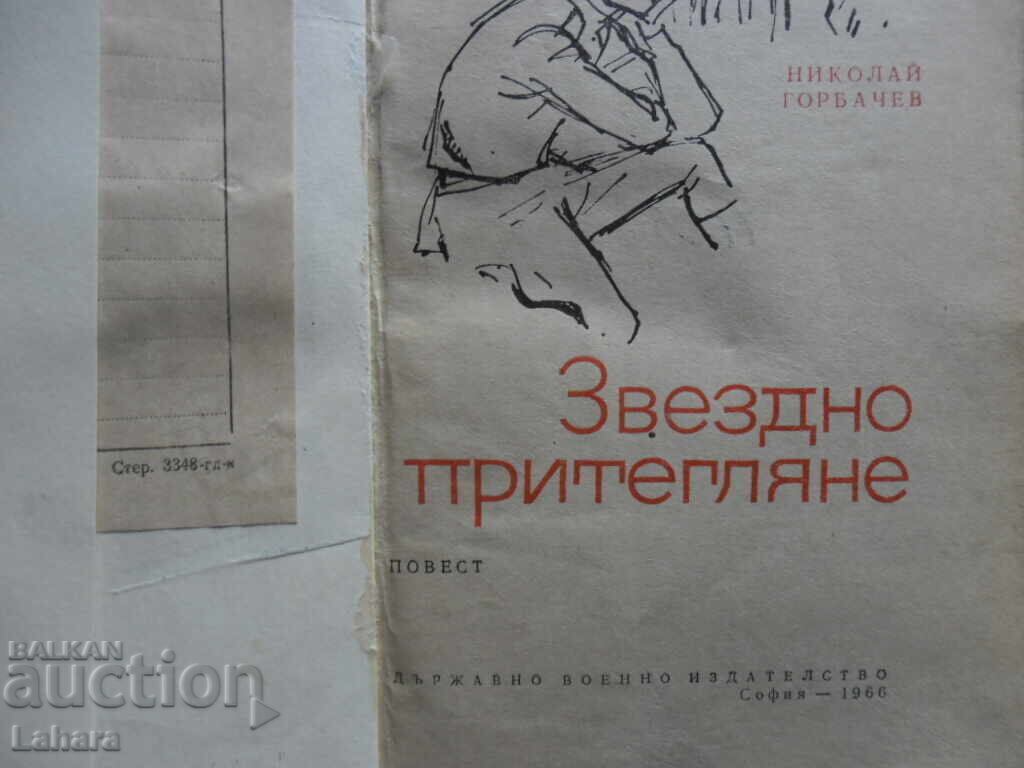 Стер. 3348-гд-к
НИКОЛАЙ
ГОРБАЧЕВ
Звездно
притегляне
ПОВЕСТ
ДЪРЖАВНО ВОЕННО ИЗДАТЕЛСТВО
София — 1966
BALKAN
auction
Lahara